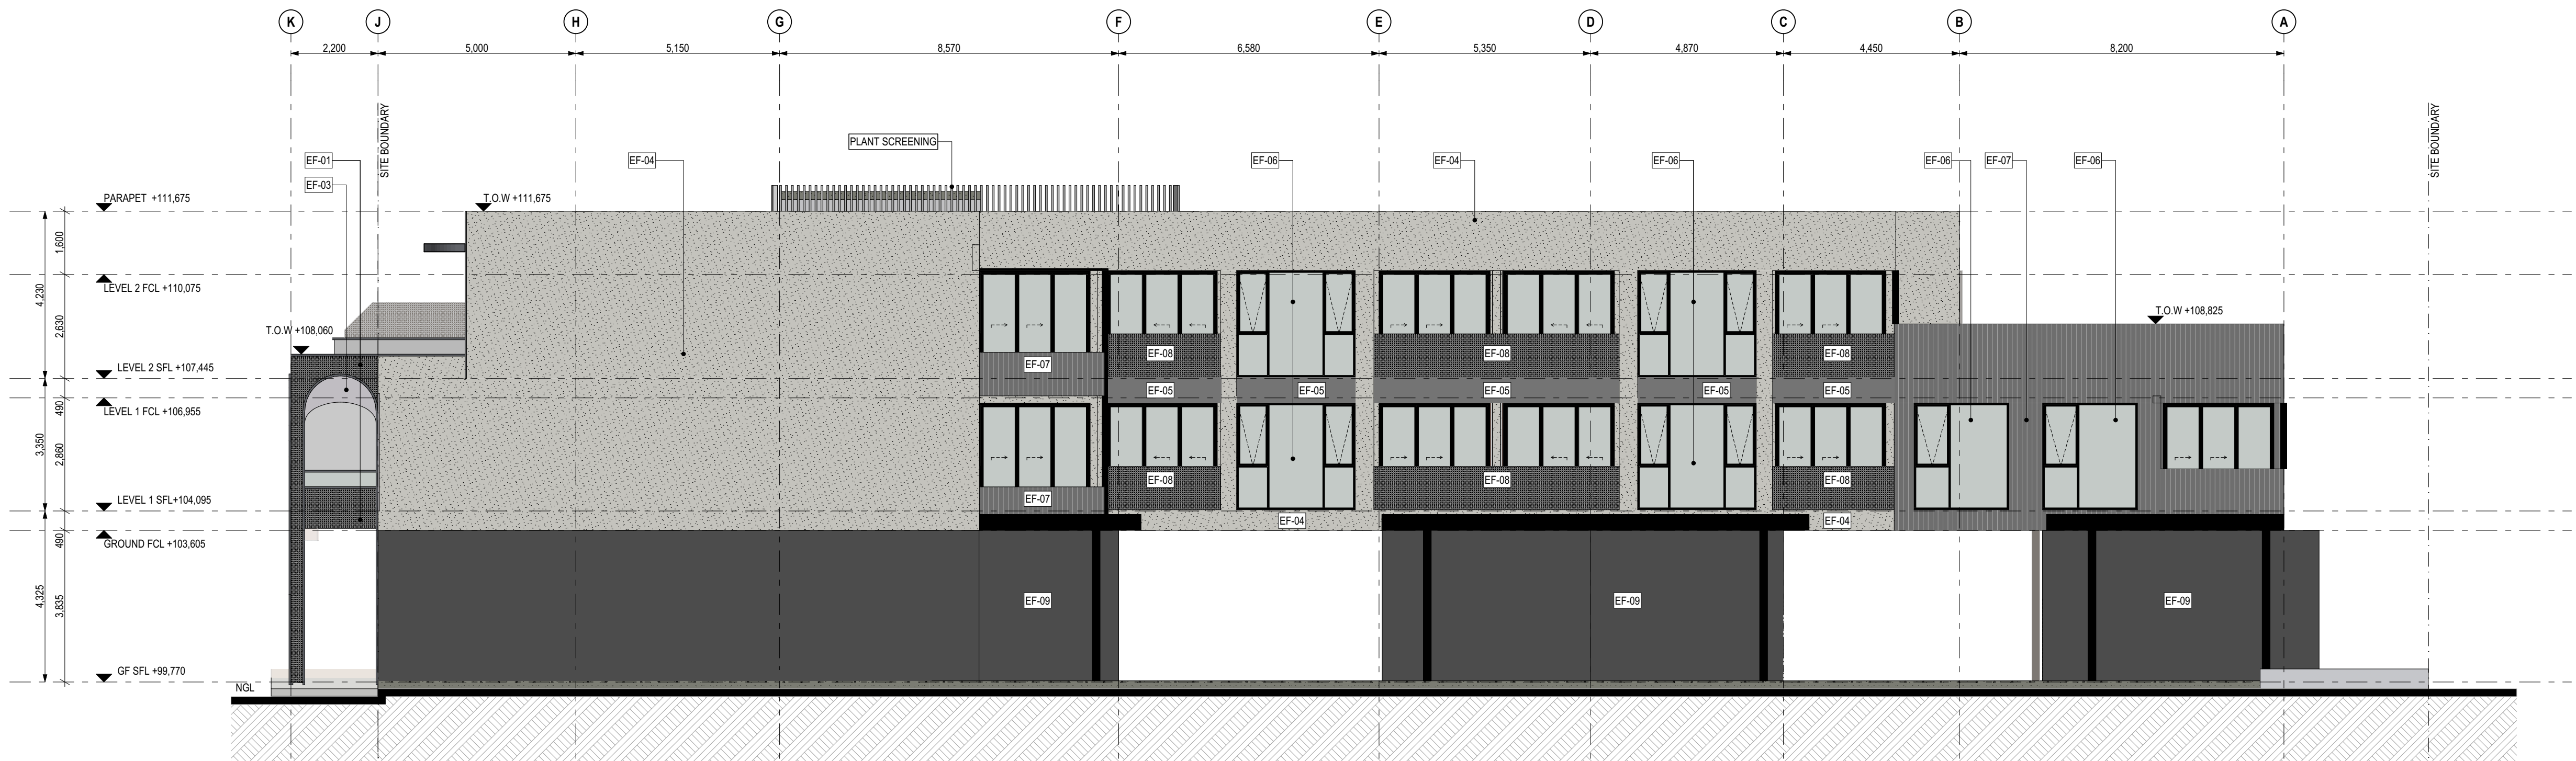 K
J
H
G
F
E
D
C
B
A
2,200
5,000
5,150
8,570
6,580
5,350
4,870
4,450
8,200
SITE BOUNDARY
SITE BOUNDARY
PLANT SCREENING
EF-01
EF-04
EF-06
EF-04
EF-06
EF-06
EF-07
EF-06
EF-03
PARAPET +111,675
T.O.W +111,675
1,600
LEVEL 2 FCL +110,075
4,230
2,630
T.O.W +108,060
T.O.W +108,825
EF-08
EF-08
EF-08
EF-07
LEVEL 2 SFL +107,445
EF-05
EF-05
EF-05
EF-05
EF-05
490
LEVEL 1 FCL +106,955
3,350
2,860
EF-08
EF-08
EF-08
EF-07
LEVEL 1 SFL+104,095
EF-04
EF-04
490
GROUND FCL +103,605
4,325
3,835
EF-09
EF-09
EF-09
GF SFL +99,770
NGL